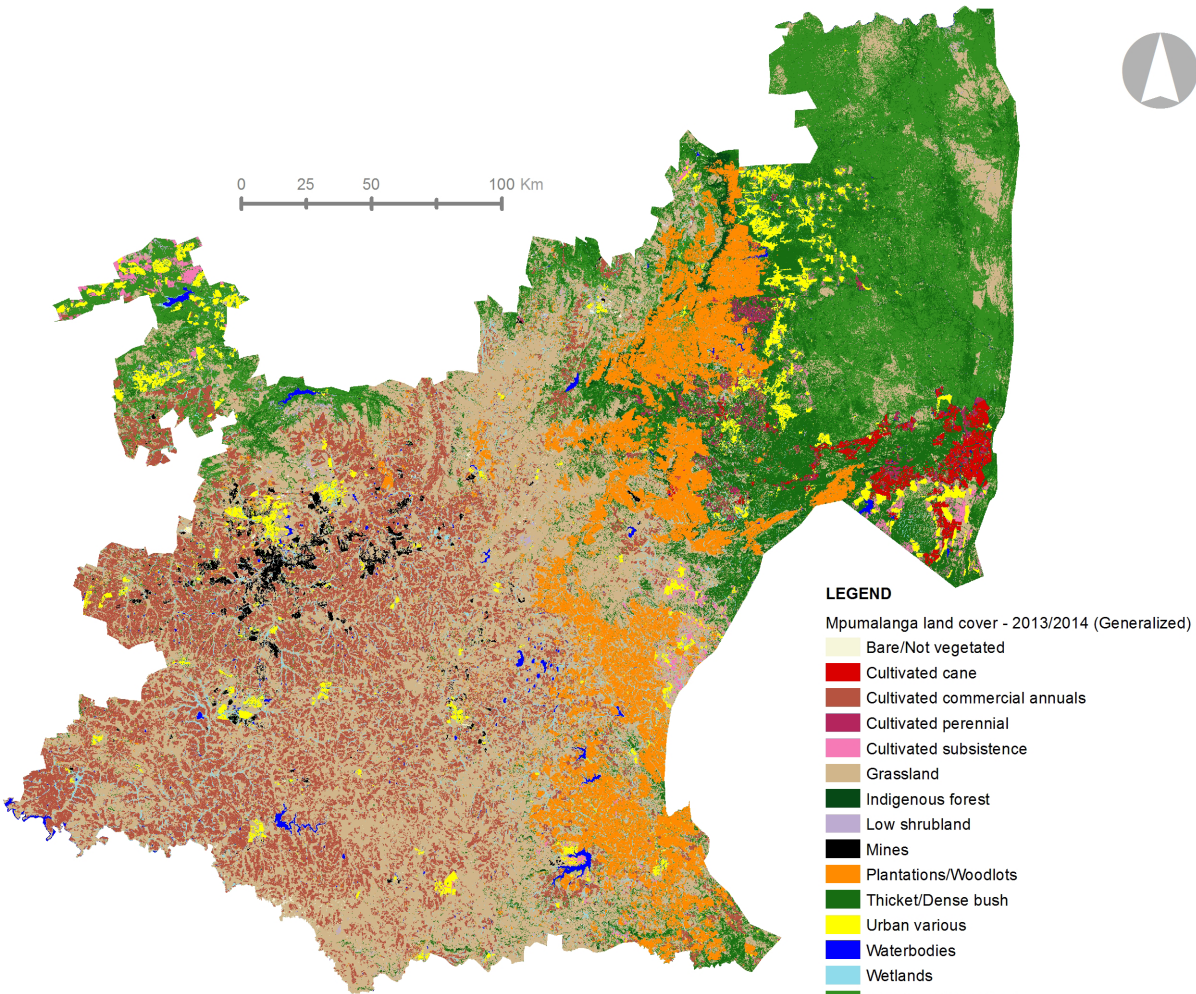 0 25 50 100 Km
LEGEND
Mpumalanga land cover - 2013/2014 (Generalized)
Bare/Not vegetated
Cultivated cane
Cultivated commercial annuals
Cultivated perennial
Cultivated subsistence
Grassland
Indigenous forest
Low shrubland
Mines
Plantations/Woodlots
Thicket/Dense bush
Urban various
Waterbodies
Wetlands